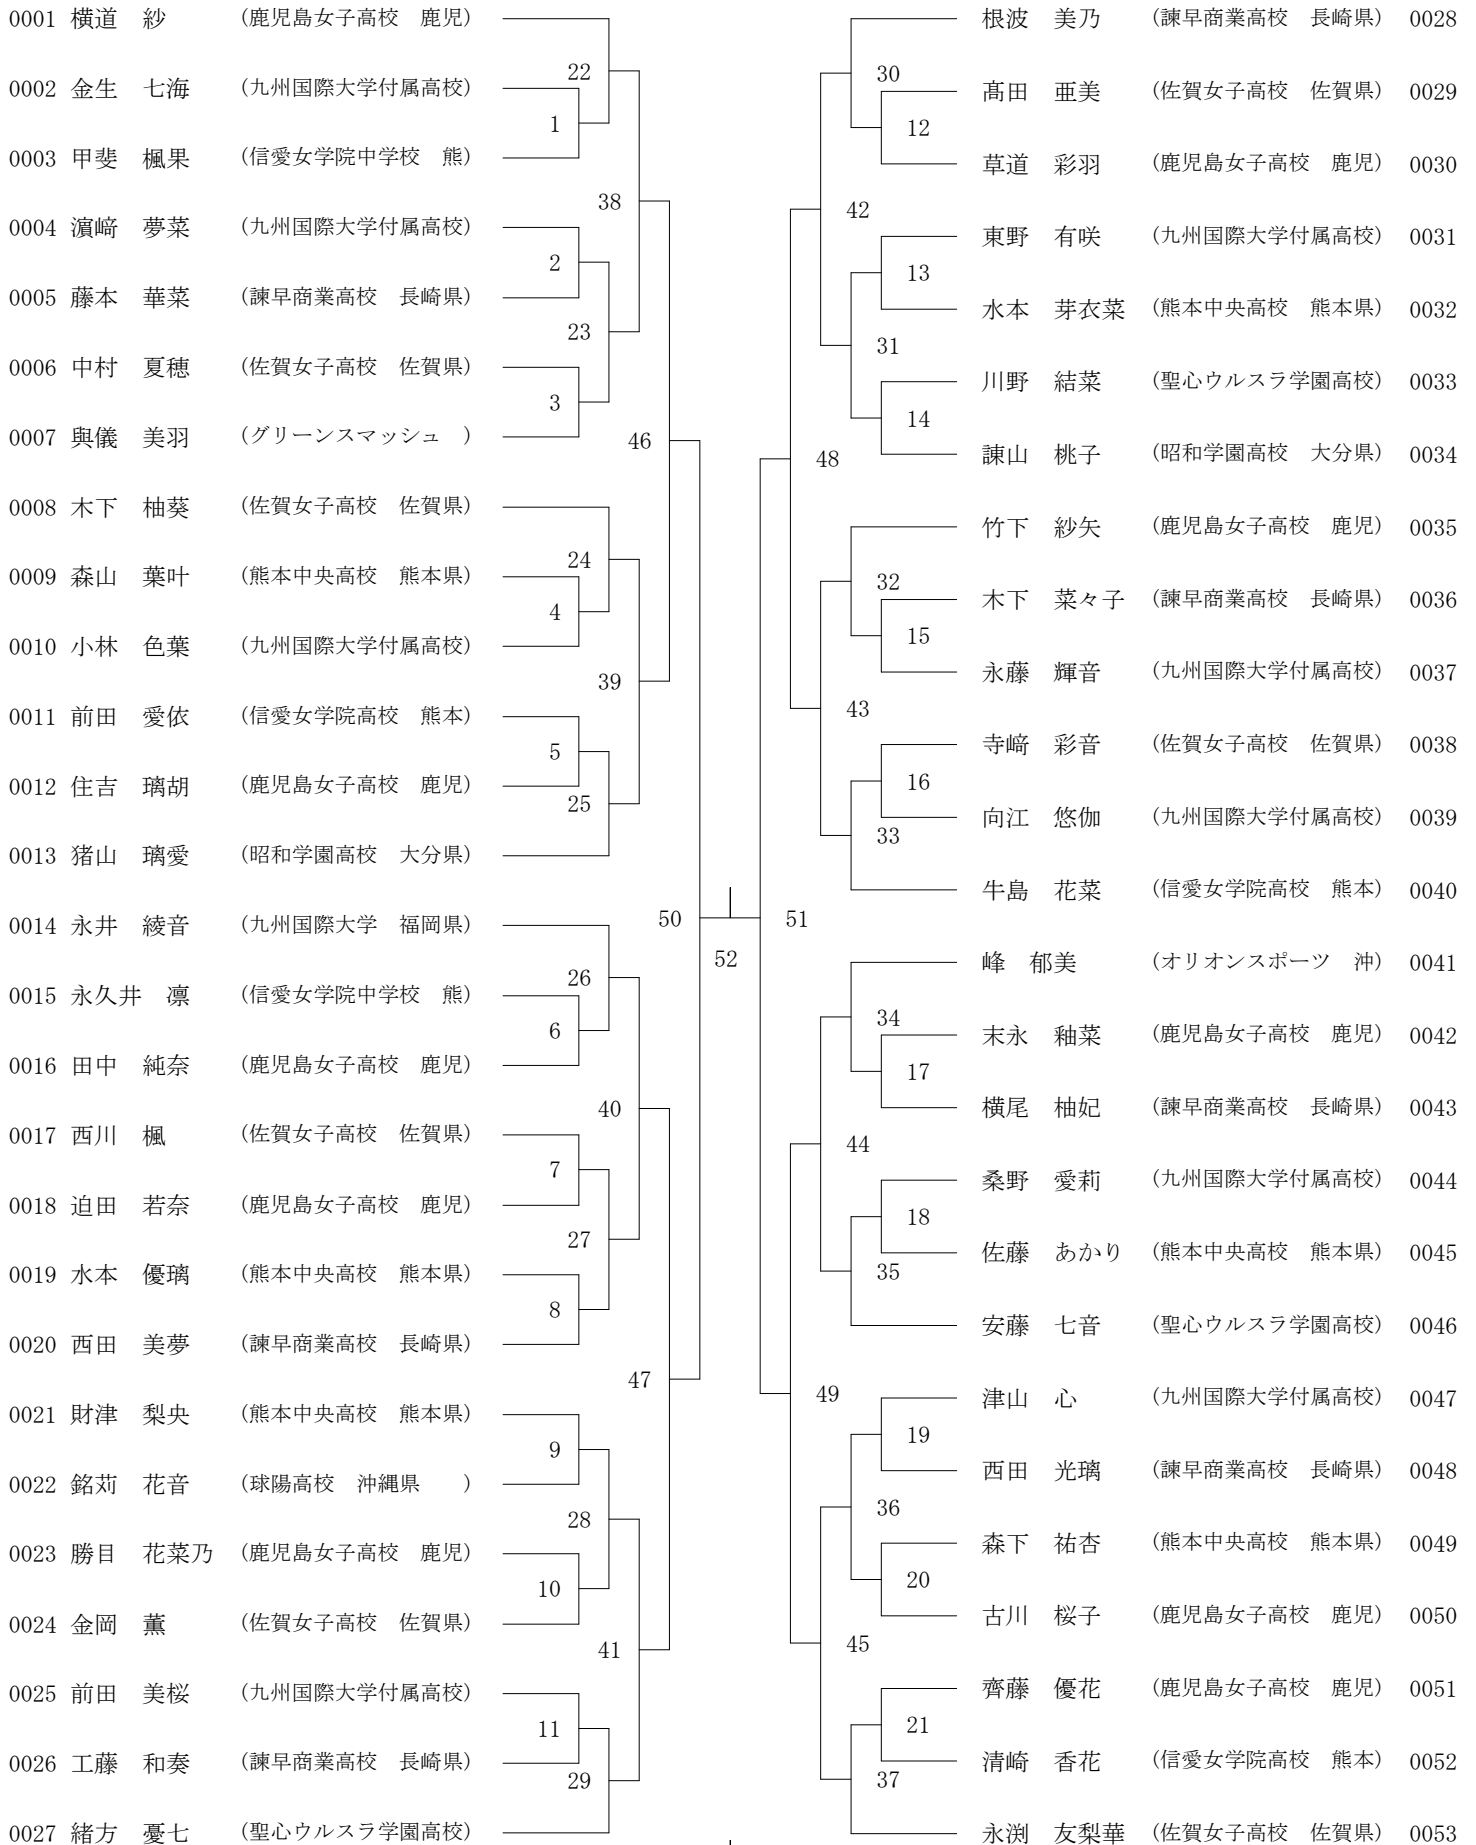 0001 横道　紗　(鹿児島女子高校　鹿児)
22
0002 金生　七海　(九州国際大学付属高校)
1
0003 甲斐　楓果　(信愛女学院中学校　熊)
38
0004 濵﨑　夢菜　(九州国際大学付属高校)
2
0005 藤本　華菜　(諫早商業高校　長崎県)
23
0006 中村　夏穂　(佐賀女子高校　佐賀県)
3
0007 與儀　美羽　(グリーンスマッシュ　)
46
0008 木下　柚葵　(佐賀女子高校　佐賀県)
24
0009 森山　葉叶　(熊本中央高校　熊本県)
4
0010 小林　色葉　(九州国際大学付属高校)
39
0011 前田　愛依　(信愛女学院高校　熊本)
5
0012 住吉　璃胡　(鹿児島女子高校　鹿児)
25
0013 猪山　璃愛　(昭和学園高校　大分県)
50
0014 永井　綾音　(九州国際大学　福岡県)
26
0015 永久井　凛　(信愛女学院中学校　熊)
6
0016 田中　純奈　(鹿児島女子高校　鹿児)
40
0017 西川　楓　(佐賀女子高校　佐賀県)
7
0018 迫田　若奈　(鹿児島女子高校　鹿児)
27
0019 水本　優璃　(熊本中央高校　熊本県)
8
0020 西田　美夢　(諫早商業高校　長崎県)
47
0021 財津　梨央　(熊本中央高校　熊本県)
9
0022 銘苅　花音　(球陽高校　沖縄県　　)
28
0023 勝目　花菜乃　(鹿児島女子高校　鹿児)
10
0024 金岡　薫　(佐賀女子高校　佐賀県)
41
0025 前田　美桜　(九州国際大学付属高校)
11
0026 工藤　和奏　(諫早商業高校　長崎県)
29
0027 緒方　憂七　(聖心ウルスラ学園高校)
52
根波　美乃　(諫早商業高校　長崎県)　0028
30
髙田　亜美　(佐賀女子高校　佐賀県)　0029
12
草道　彩羽　(鹿児島女子高校　鹿児)　0030
42
東野　有咲　(九州国際大学付属高校)　0031
13
水本　芽衣菜　(熊本中央高校　熊本県)　0032
31
川野　結菜　(聖心ウルスラ学園高校)　0033
14
諌山　桃子　(昭和学園高校　大分県)　0034
48
竹下　紗矢　(鹿児島女子高校　鹿児)　0035
32
木下　菜々子　(諫早商業高校　長崎県)　0036
15
永藤　輝音　(九州国際大学付属高校)　0037
43
寺﨑　彩音　(佐賀女子高校　佐賀県)　0038
16
向江　悠伽　(九州国際大学付属高校)　0039
33
牛島　花菜　(信愛女学院高校　熊本)　0040
51
峰　郁美　(オリオンスポーツ　沖)　0041
34
末永　釉菜　(鹿児島女子高校　鹿児)　0042
17
横尾　柚妃　(諫早商業高校　長崎県)　0043
44
桑野　愛莉　(九州国際大学付属高校)　0044
18
佐藤　あかり　(熊本中央高校　熊本県)　0045
35
安藤　七音　(聖心ウルスラ学園高校)　0046
49
津山　心　(九州国際大学付属高校)　0047
19
西田　光璃　(諫早商業高校　長崎県)　0048
36
森下　祐杏　(熊本中央高校　熊本県)　0049
20
古川　桜子　(鹿児島女子高校　鹿児)　0050
45
齊藤　優花　(鹿児島女子高校　鹿児)　0051
21
清崎　香花　(信愛女学院高校　熊本)　0052
37
永渕　友梨華　(佐賀女子高校　佐賀県)　0053